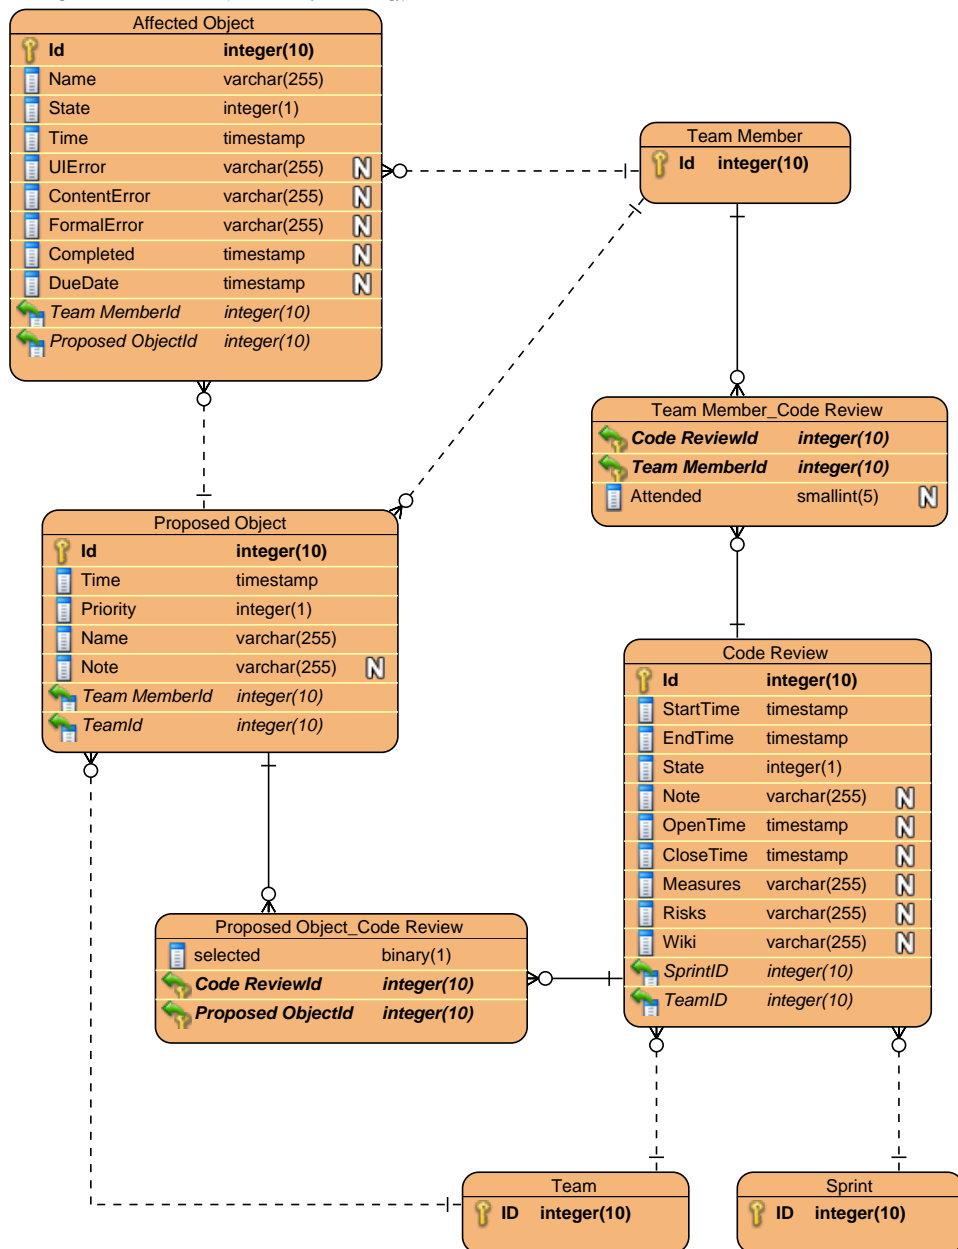 Affected Object
Id integer(10)
Name varchar(255)
State integer(1)
Time timestamp
UIError varchar(255) N
ContentError varchar(255) N
FormalError varchar(255) N
Completed timestamp N
DueDate timestamp N
Team MemberId integer(10)
Proposed ObjectId integer(10)
Team Member
Id integer(10)
Team Member_Code Review
Code ReviewId integer(10)
Team MemberId integer(10)
Attended smallint(5) N
Proposed Object
Id integer(10)
Time timestamp
Priority integer(1)
Name varchar(255)
Note varchar(255) N
Team MemberId integer(10)
TeamId integer(10)
Code Review
Id integer(10)
StartTime timestamp
EndTime timestamp
State integer(1)
Note varchar(255) N
OpenTime timestamp N
CloseTime timestamp N
Measures varchar(255) N
Risks varchar(255) N
Wiki varchar(255) N
SprintID integer(10)
TeamID integer(10)
Proposed Object_Code Review
selected binary(1)
Code ReviewId integer(10)
Proposed ObjectId integer(10)
Team
ID integer(10)
Sprint
ID integer(10)